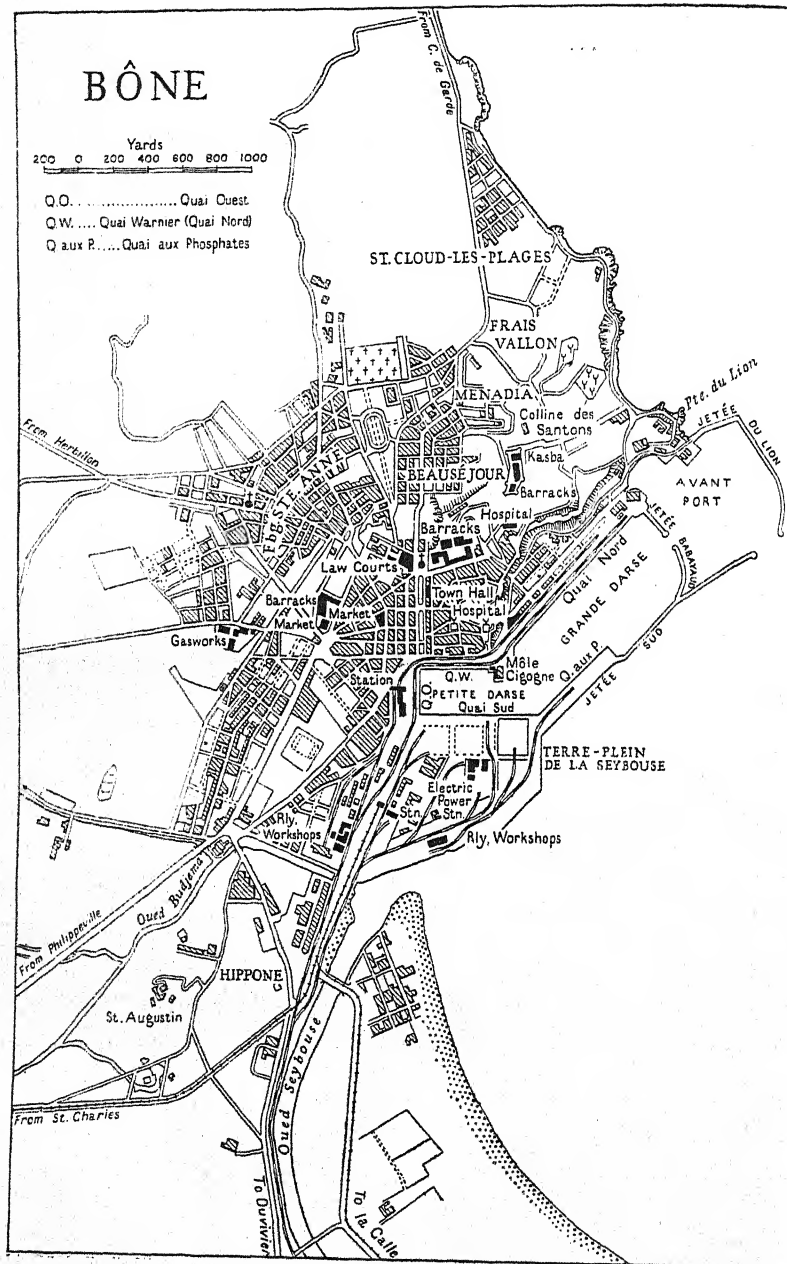 BÔNE
Yards
200 0 200 400 600 800 1000
Q.O. .................... Quai Ouest
Q.W. .... Quai Warnier (Quai Nord)
Q aux P. .... Quai aux Phosphates
From C. de Garde
ST. CLOUD-LES-PLAGES
FRAIS
VALLON
MENADIA
Colline des
Santons
Pte. du Lion
JETÉE DU LION
AVANT
PORT
From Herbillon
Fbg. STE. ANNE
BEAUSÉJOUR
Kasba
Barracks
Hospital
Barracks
JETÉE BABAYAUD
Law Courts
Quai Nord
GRANDE DARSE
Town Hall
Hospital
Barracks
Market
Market
Gasworks
Station
Q.W.
Môle
Cigogne
Q. aux P.
JETÉE SUD
Q.O.
PETITE DARSE
Quai Sud
TERRE-PLEIN
DE LA SEYBOUSE
Electric
Power
Stn.
Stn.
Rly. Workshops
Rly,
Workshops
Oued Budjema
From Philippeville
HIPPONE
St. Augustin
Oued Seybouse
From St. Charles
To Duvivier
To la Calle